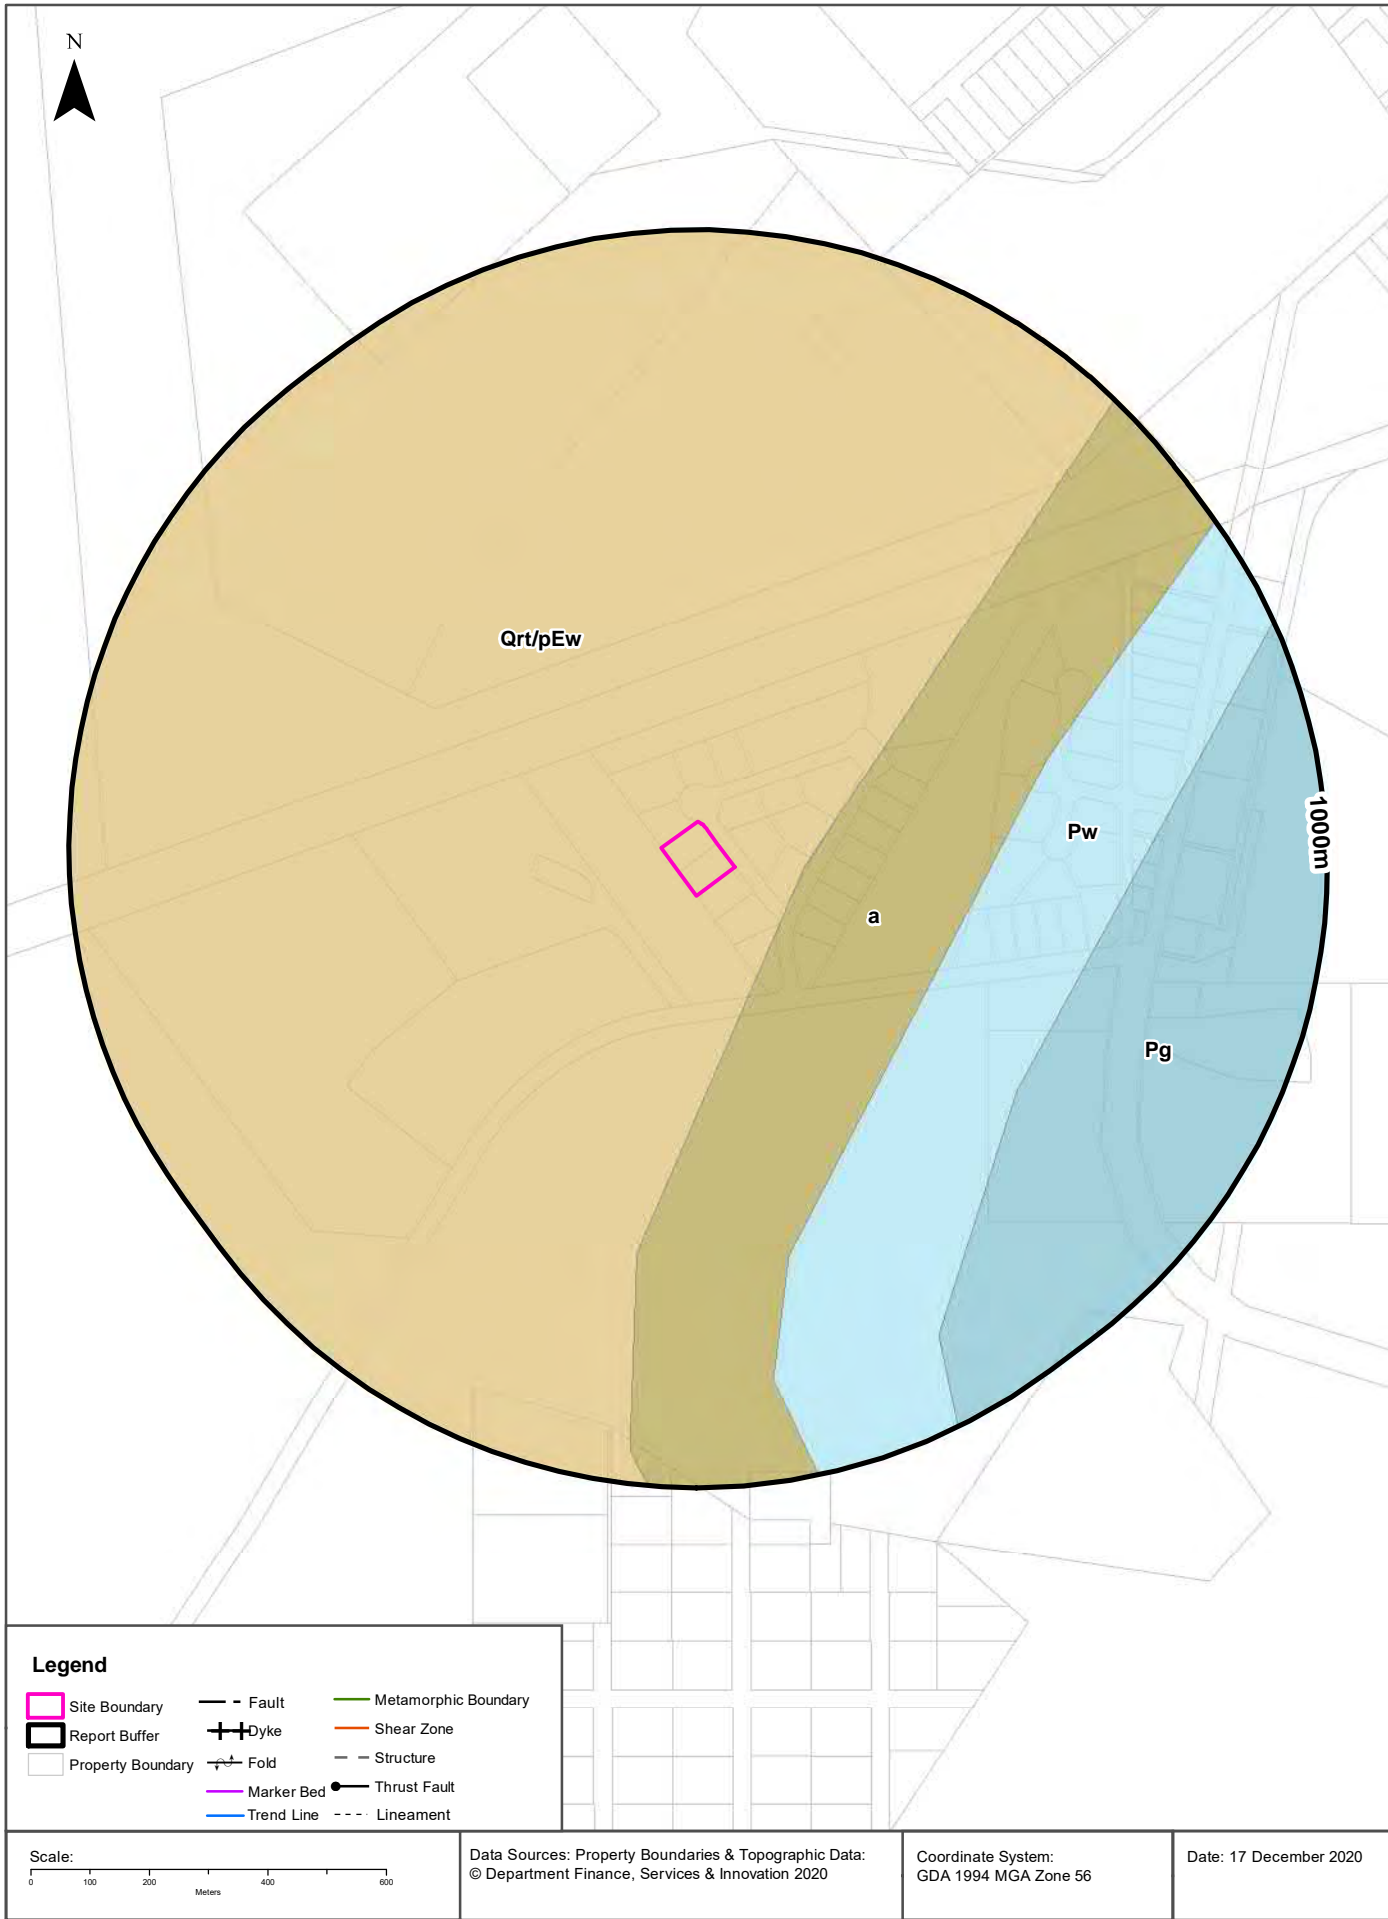 N
Qrt/pEw
Pw
1000m
a
Pg
Legend
Site Boundary
Report Buffer
Property Boundary
Fault
Dyke
Fold
Marker Bed
Trend Line
Metamorphic Boundary
Shear Zone
Structure
Thrust Fault
Lineament
Scale:
0 100 200 400 600
Meters
Data Sources: Property Boundaries & Topographic Data:
© Department Finance, Services & Innovation 2020
Coordinate System:
GDA 1994 MGA Zone 56
Date: 17 December 2020